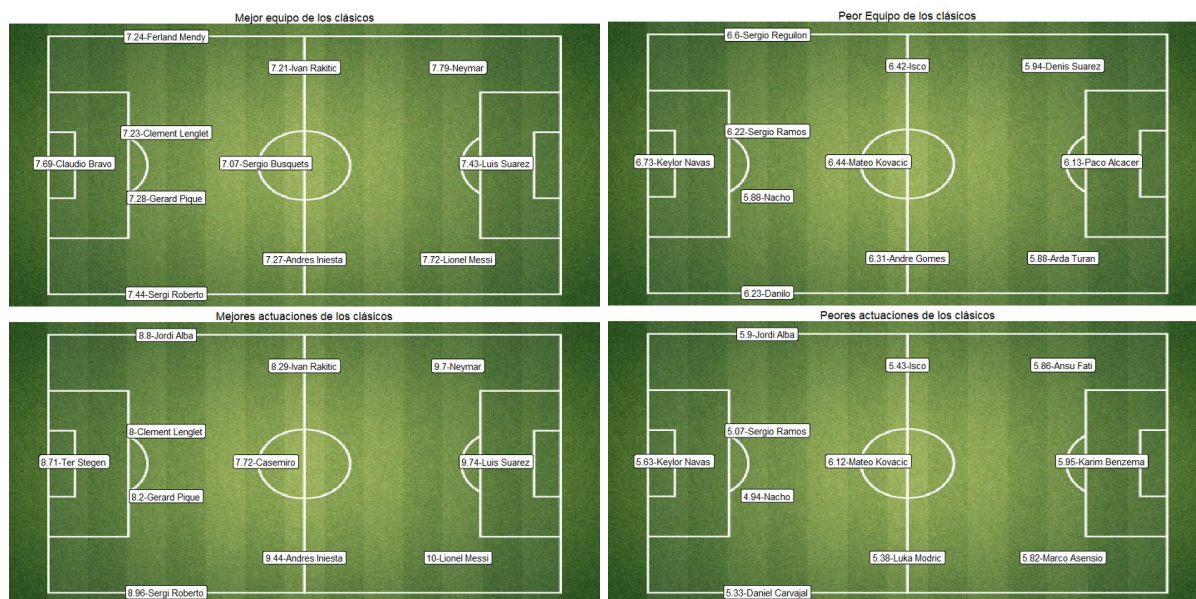 Mejor equipo de los clásicos
7.24-Ferland Mendy
7.21-Ivan Rakitic
7.79-Neymar
7.23-Clement Lenglet
7.69-Claudio Bravo
7.07-Sergio Busquets
7.43-Luis Suarez
7.28-Gerard Pique
7.27-Andres Iniesta
7.72-Lionel Messi
7.44-Sergi Roberto
Peor Equipo de los clásicos
6.6-Sergio Reguilon
6.42-Isco
5.94-Denis Suarez
6.22-Sergio Ramos
6.73-Keylor Navas
6.44-Mateo Kovacic
6.13-Paco Alcacer
5.88-Nacho
6.31-Andre Gomes
5.88-Arda Turan
6.23-Danilo
Mejores actuaciones de los clásicos
8.8-Jordi Alba
8.29-Ivan Rakitic
9.7-Neymar
8-Clement Lenglet
8.71-Ter Stegen
7.72-Casemiro
9.74-Luis Suarez
8.2-Gerard Pique
9.44-Andres Iniesta
10-Lionel Messi
8.96-Sergi Roberto
Peores actuaciones de los clásicos
5.9-Jordi Alba
5.43-Isco
5.86-Ansu Fati
5.07-Sergio Ramos
5.63-Keylor Navas
6.12-Mateo Kovacic
5.95-Karim Benzema
4.94-Nacho
5.38-Luka Modric
5.82-Marco Asensio
5.33-Daniel Carvajal